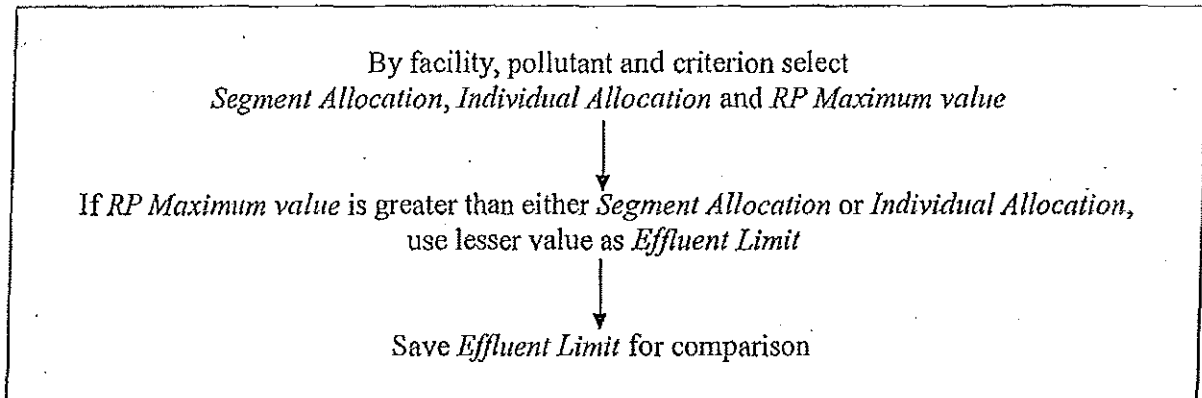 By facility, pollutant and criterion select
Segment Allocation, Individual Allocation and RP Maximum value
If RP Maximum value is greater than either Segment Allocation or Individual Allocation,
use lesser value as Effluent Limit
Save Effluent Limit for comparison